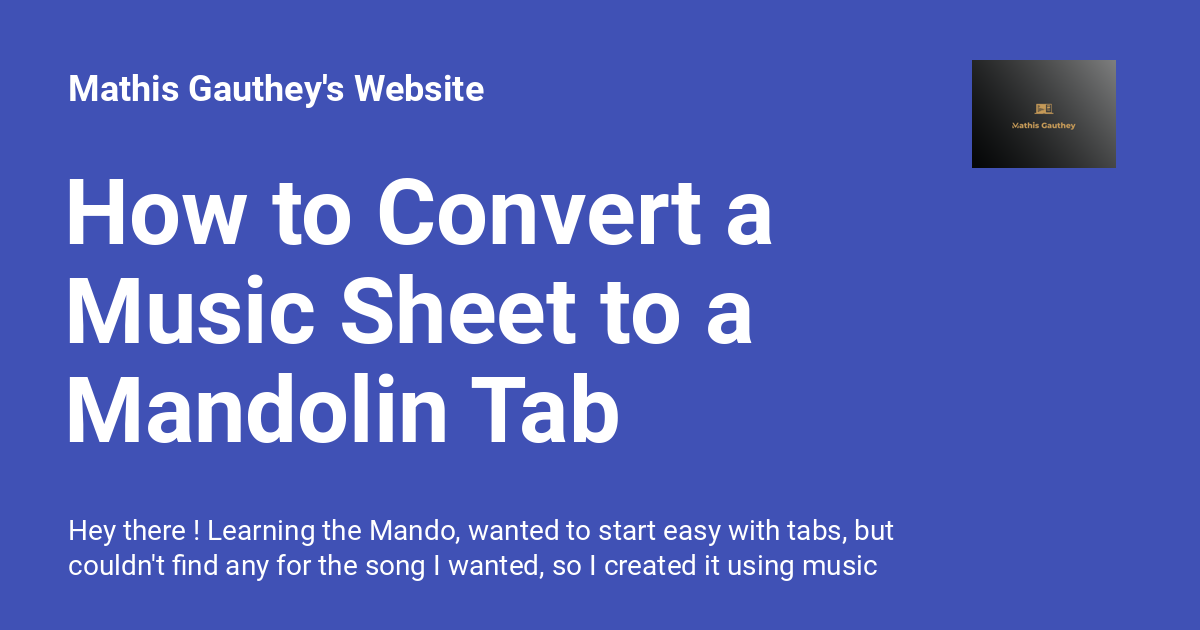 Mathis Gauthey's Website
Mathis Gauthey
How to Convert a
Music Sheet to a
Mandolin Tab
Hey there ! Learning the Mando, wanted to start easy with tabs, but
couldn't find any for the song I wanted, so I created it using music